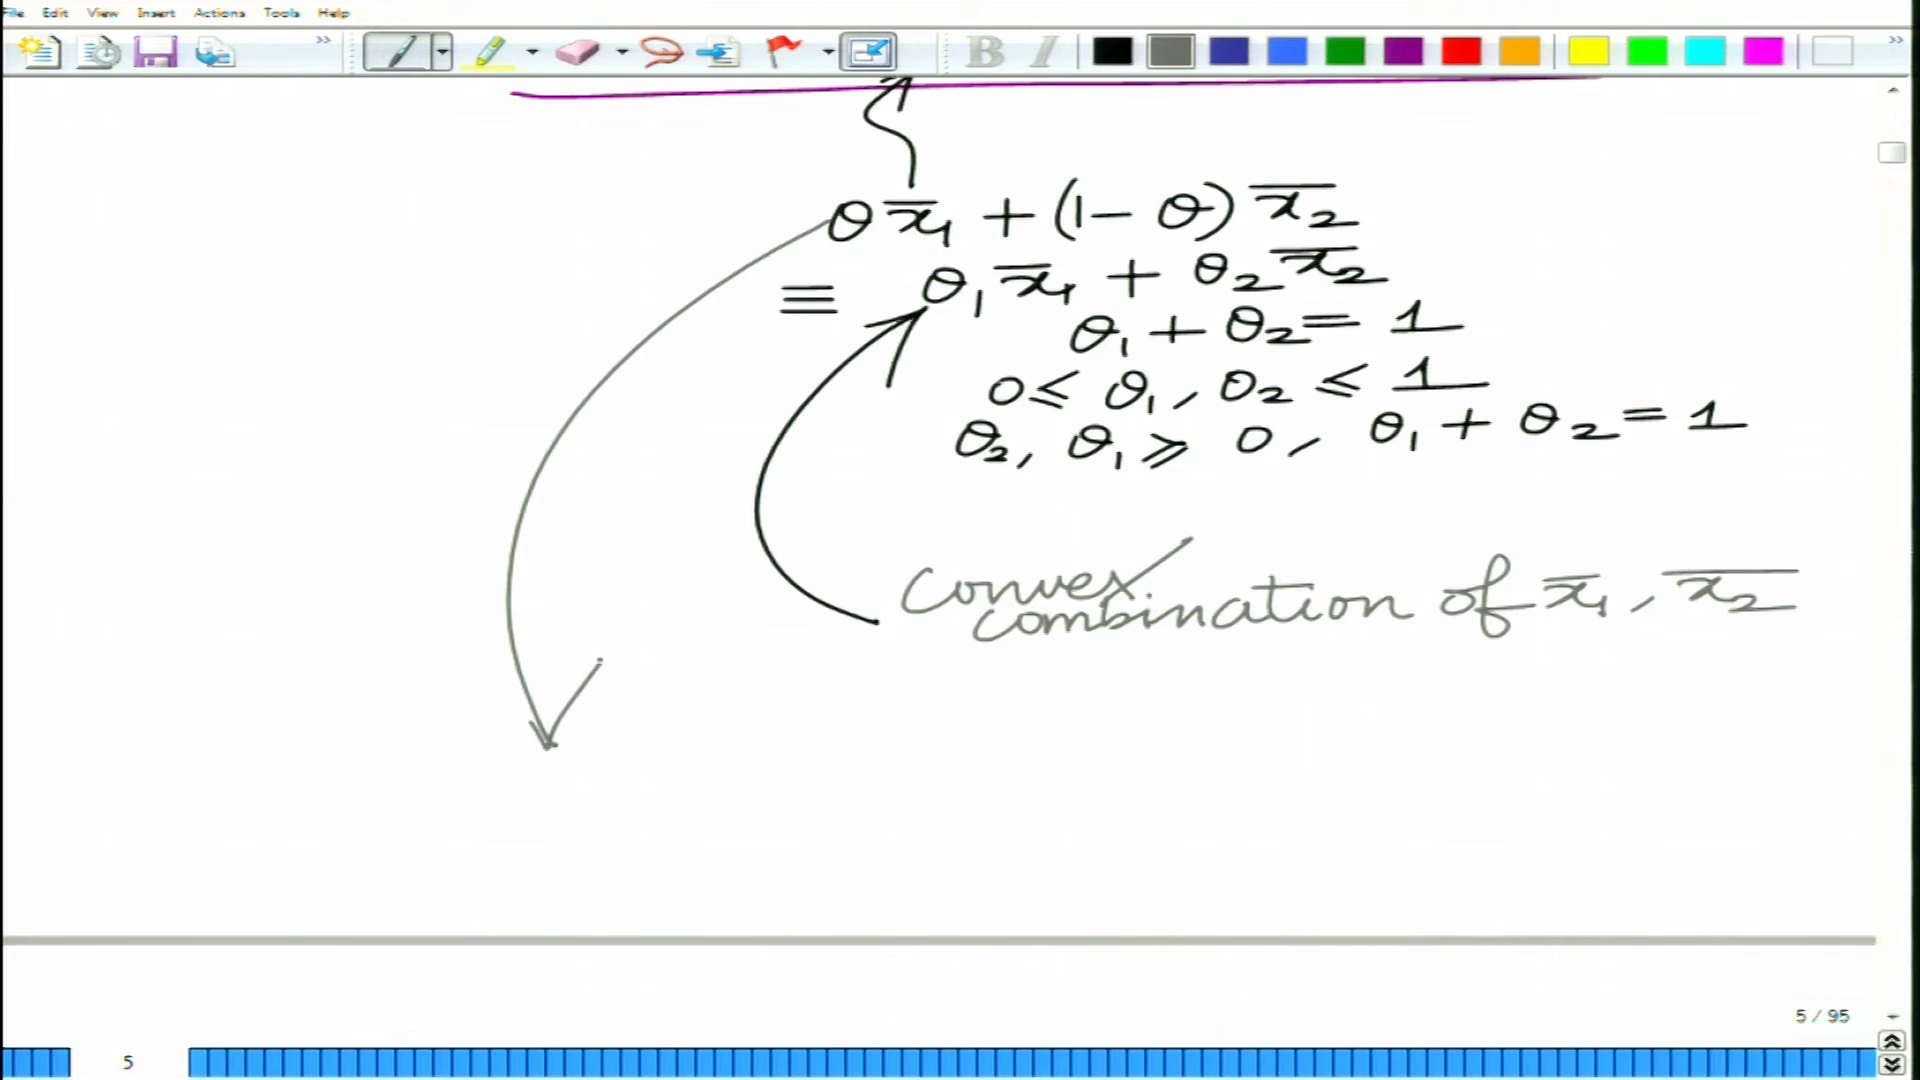 File Edit View Insert Actions Tools Help
B I
θx̅₁ + (1 − θ)x̅₂
≡ θ₁x̅₁ + θ₂x̅₂
θ₁ + θ₂ = 1
0 ≤ θ₁, θ₂ ≤ 1
θ₂, θ₁ ≥ 0, θ₁ + θ₂ = 1
Convex
combination of x̅₁, x̅₂
5 / 95
5